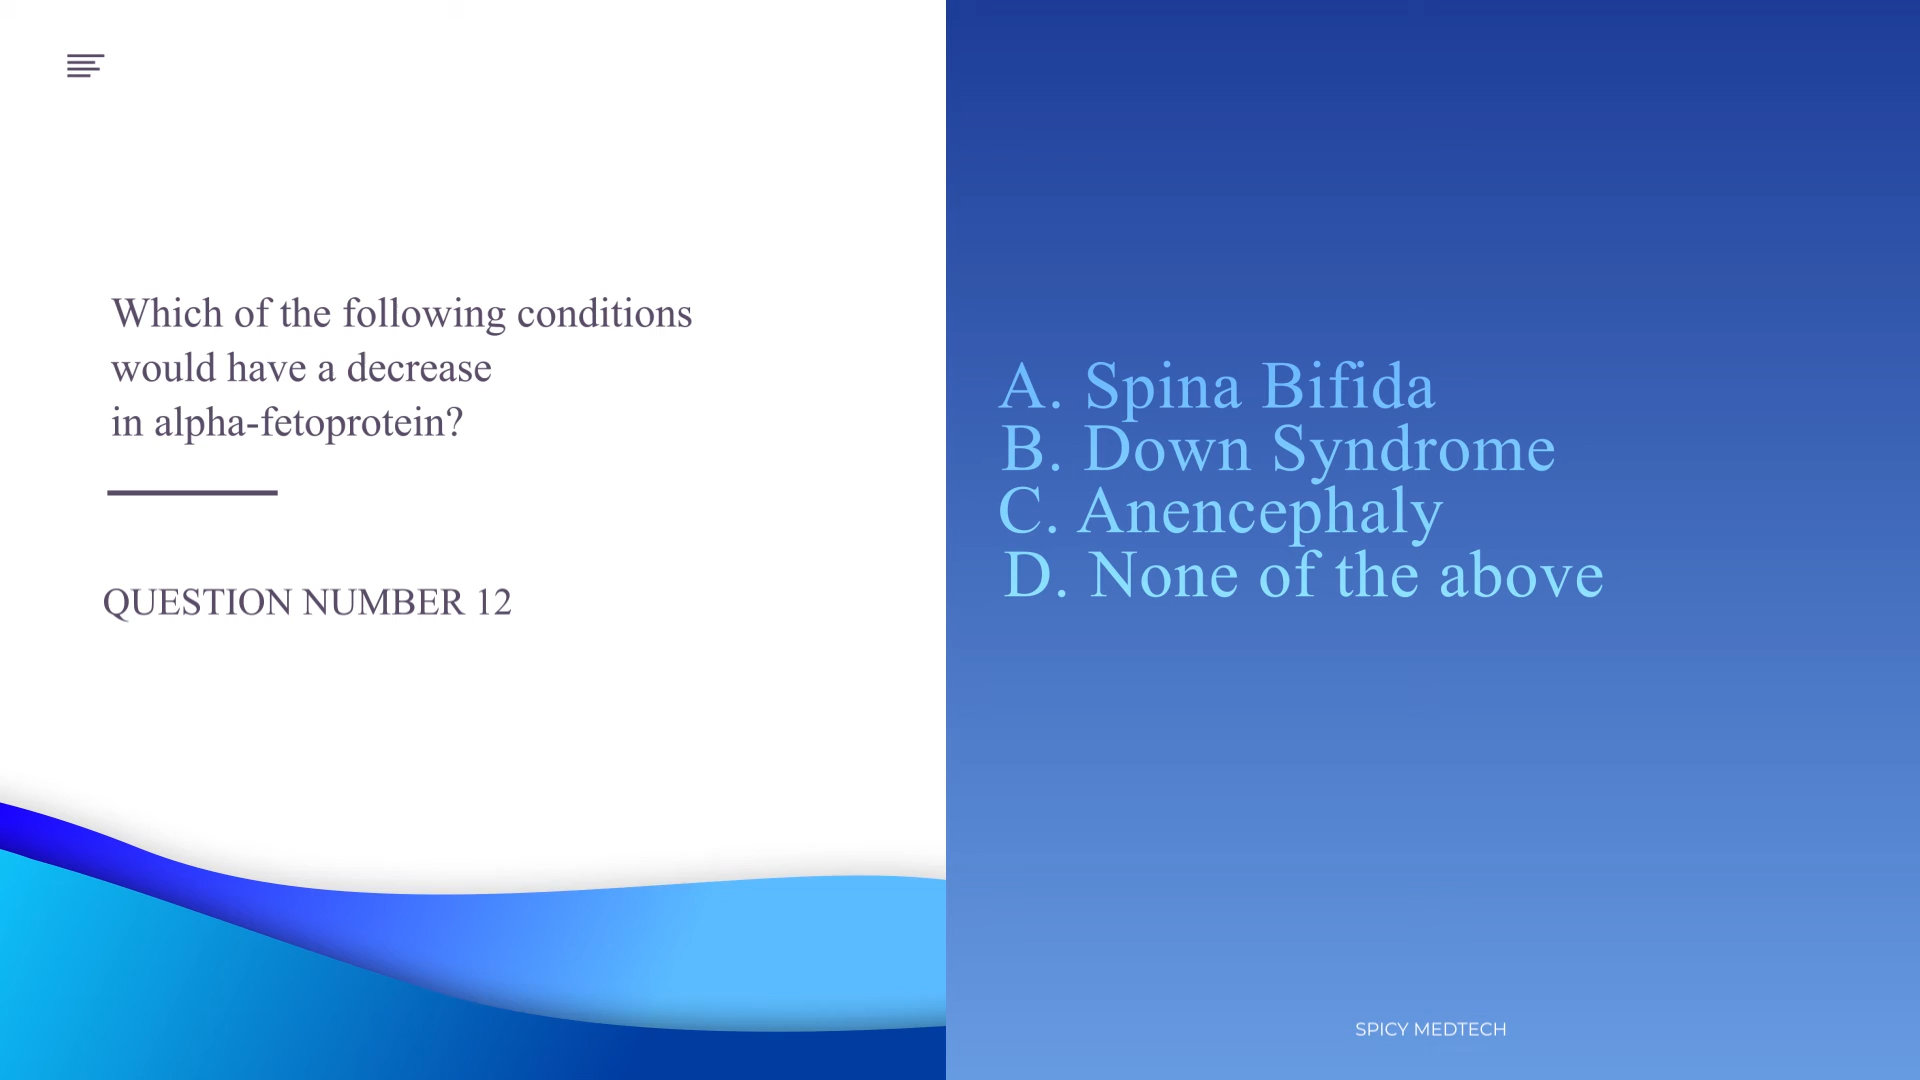 Which of the following conditions
would have a decrease
in alpha-fetoprotein?
QUESTION NUMBER 12
A. Spina Bifida
B. Down Syndrome
C. Anencephaly
D. None of the above
SPICY MEDTECH